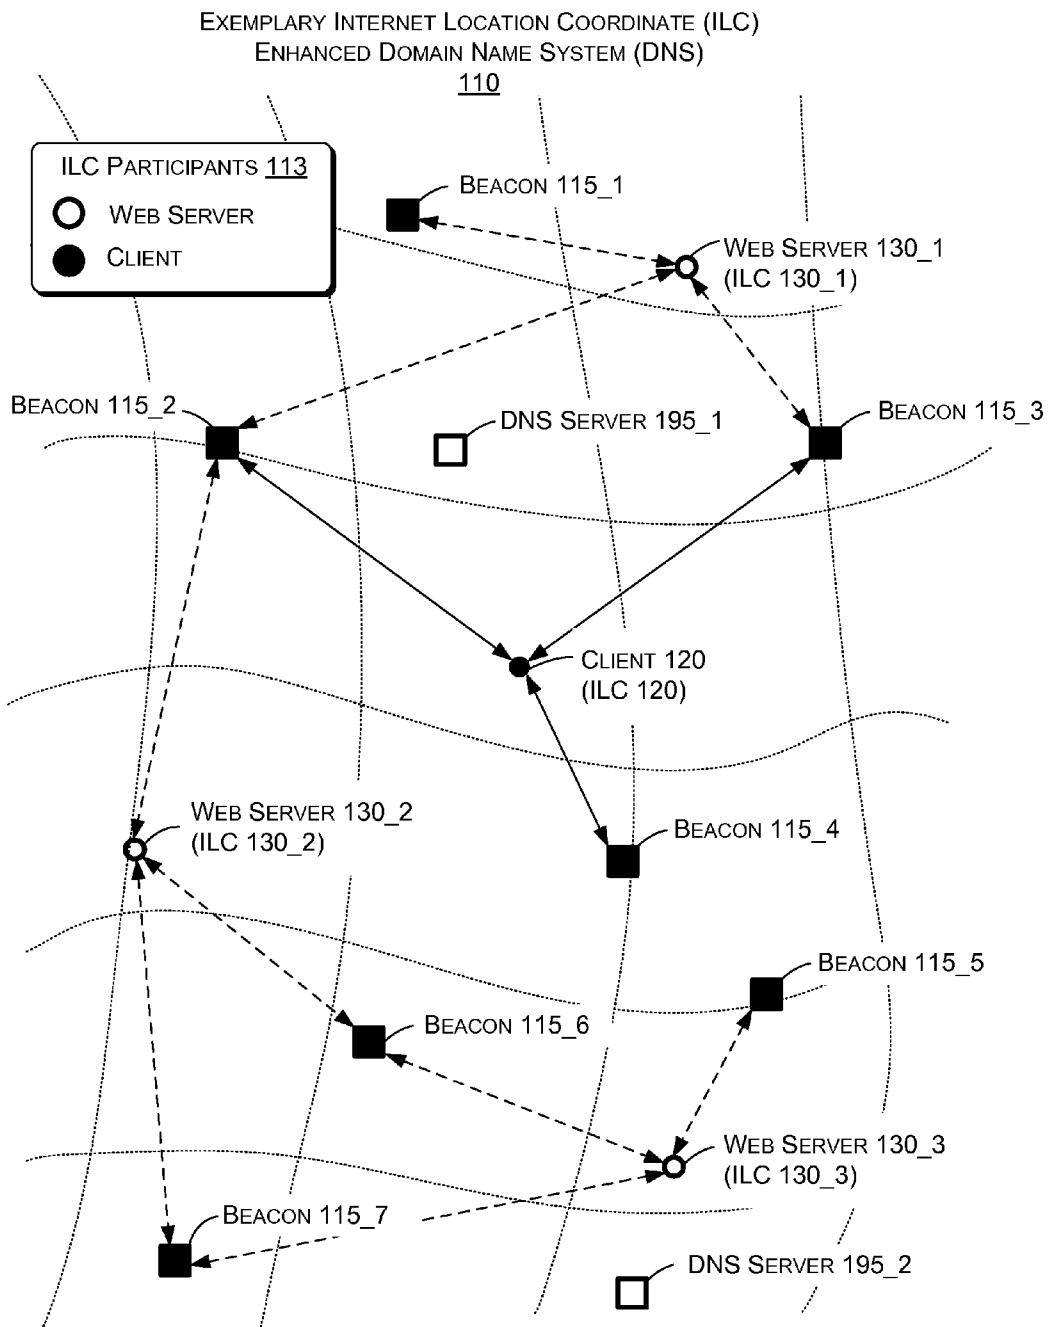 EXEMPLARY INTERNET LOCATION COORDINATE (ILC)
ENHANCED DOMAIN NAME SYSTEM (DNS)
110
ILC PARTICIPANTS 113
WEB SERVER
CLIENT
BEACON 115_1
WEB SERVER 130_1
(ILC 130_1)
BEACON 115_2
DNS SERVER 195_1
BEACON 115_3
CLIENT 120
(ILC 120)
WEB SERVER 130_2
(ILC 130_2)
BEACON 115_4
BEACON 115_5
BEACON 115_6
WEB SERVER 130_3
(ILC 130_3)
BEACON 115_7
DNS SERVER 195_2